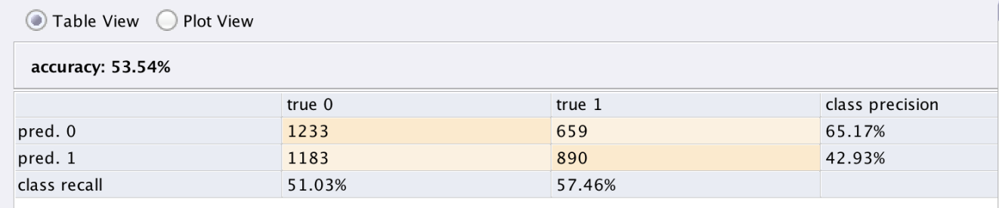 Table View Plot View
accuracy: 53.54%
true 0 true 1 class precision
pred. 0 1233 659 65.17%
pred. 1 1183 890 42.93%
class recall 51.03% 57.46%